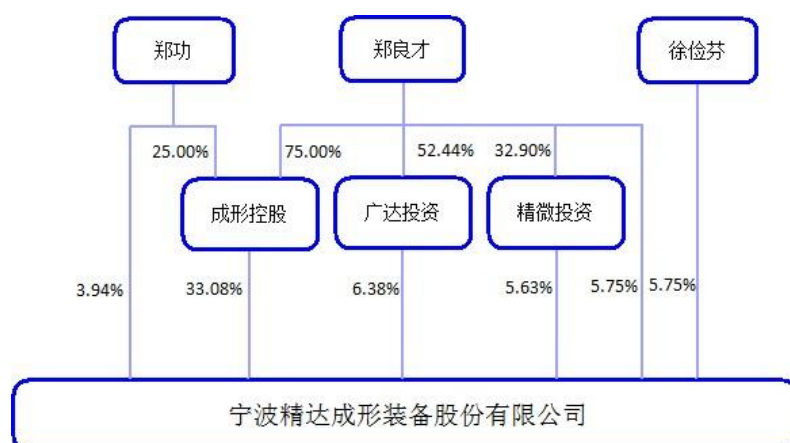 郑功
郑良才
徐俭芬
25.00%
75.00%
52.44%
32.90%
成形控股
广达投资
精微投资
3.94%
33.08%
6.38%
5.63%
5.75%
5.75%
宁波精达成形装备股份有限公司